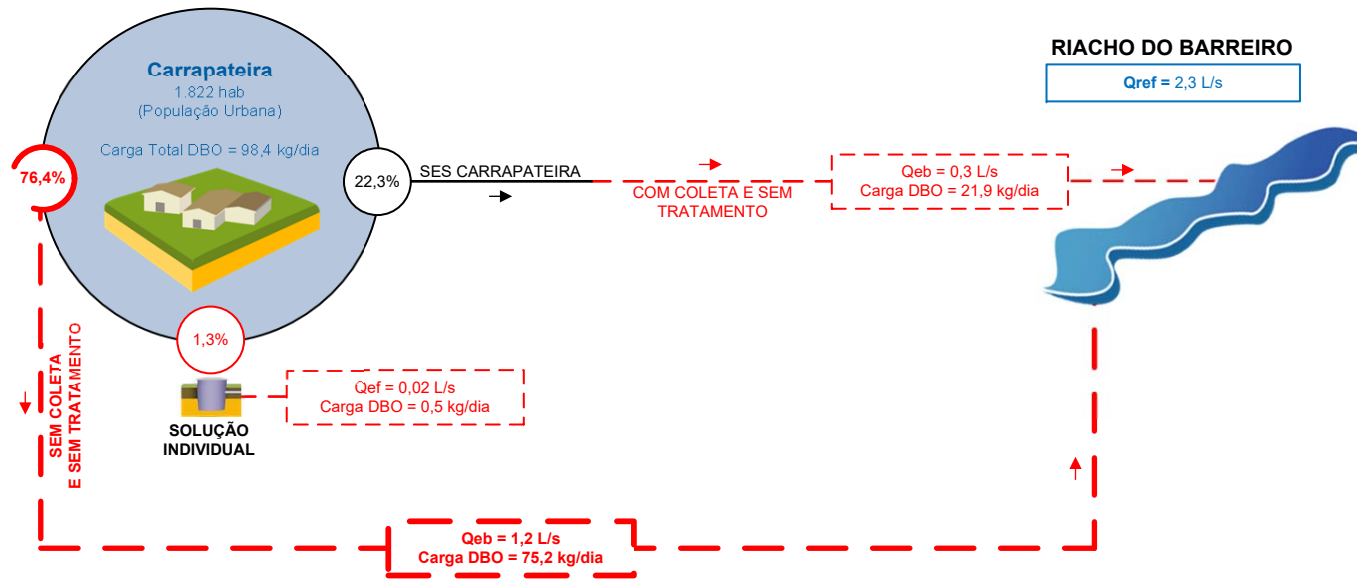 RIACHO DO BARREIRO
Qref = 2,3 L/s
Carrapateira
1.822 hab
(População Urbana)
Carga Total DBO = 98,4 kg/dia
76,4%
22,3%
SES CARRAPATEIRA
COM COLETA E SEM
TRATAMENTO
Qeb = 0,3 L/s
Carga DBO = 21,9 kg/dia
1,3%
SOLUÇÃO
INDIVIDUAL
Qef = 0,02 L/s
Carga DBO = 0,5 kg/dia
SEM COLETA
E SEM TRATAMENTO
Qeb = 1,2 L/s
Carga DBO = 75,2 kg/dia